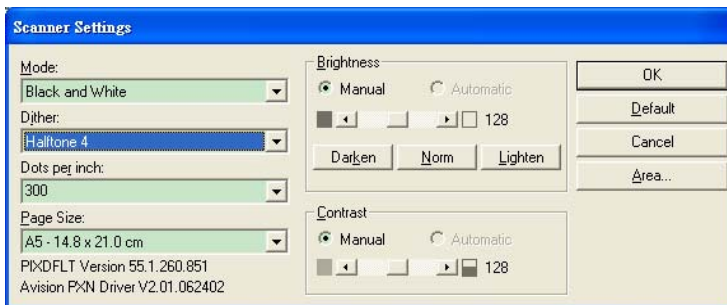 Scanner Settings
Mode:
Black and White
Dither:
Halftone 4
Dots per inch:
300
Page Size:
A5 - 14.8 x 21.0 cm
PIXDFLT Version 55.1.260.851
Avision PXN Driver V2.01.062402
Brightness
Manual
Automatic
128
Darken Norm Lighten
Contrast
Manual
Automatic
128
OK
Default
Cancel
Area...